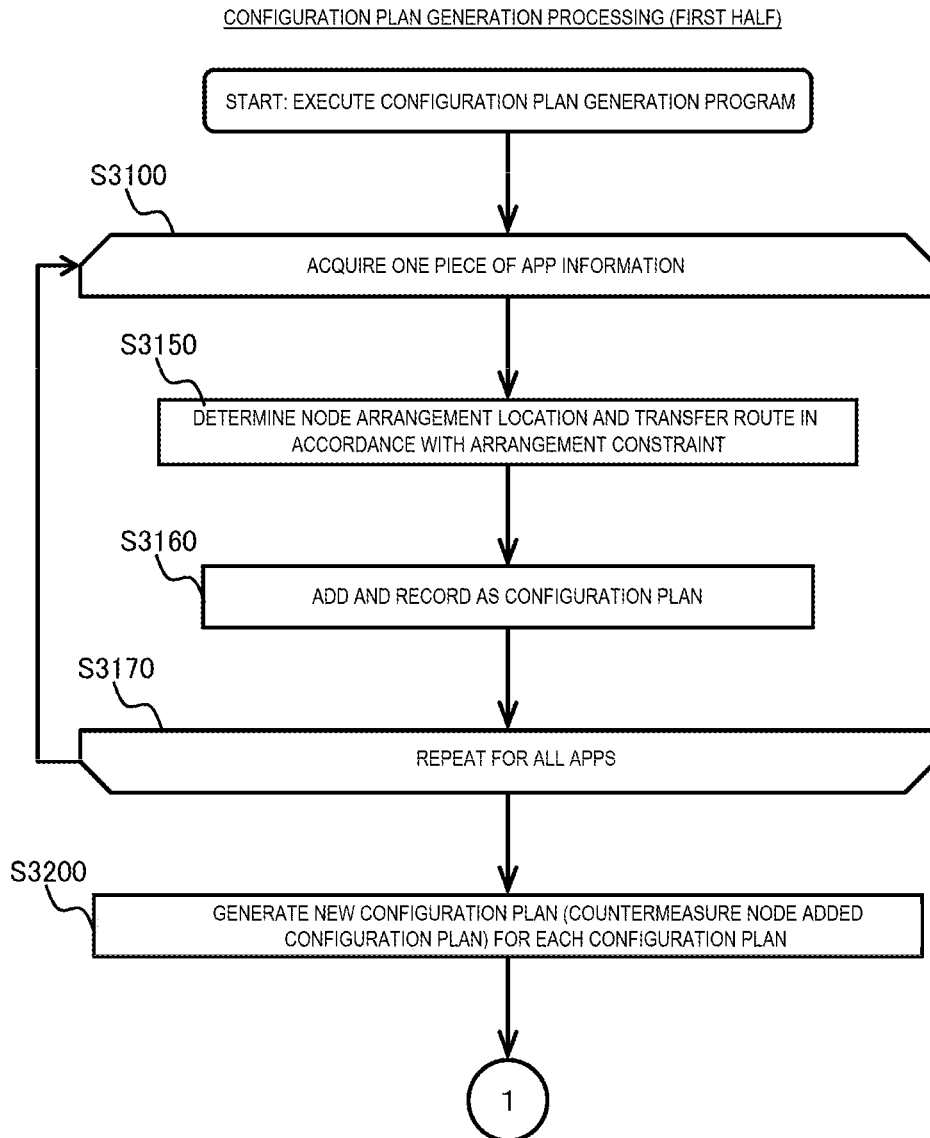 CONFIGURATION PLAN GENERATION PROCESSING (FIRST HALF)
START: EXECUTE CONFIGURATION PLAN GENERATION PROGRAM
S3100
ACQUIRE ONE PIECE OF APP INFORMATION
S3150
DETERMINE NODE ARRANGEMENT LOCATION AND TRANSFER ROUTE IN
ACCORDANCE WITH ARRANGEMENT CONSTRAINT
S3160
ADD AND RECORD AS CONFIGURATION PLAN
S3170
REPEAT FOR ALL APPS
S3200
GENERATE NEW CONFIGURATION PLAN (COUNTERMEASURE NODE ADDED
CONFIGURATION PLAN) FOR EACH CONFIGURATION PLAN
1